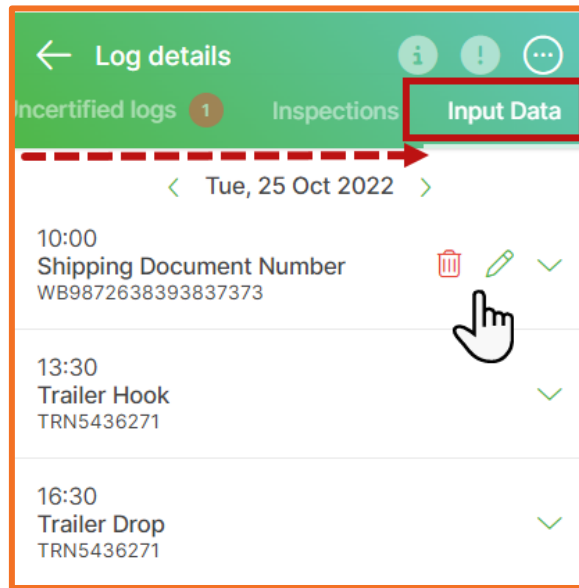 Log details
Uncertified logs 1 Inspections Input Data
Tue, 25 Oct 2022
10:00
Shipping Document Number
WB9872638393837373
13:30
Trailer Hook
TRN5436271
16:30
Trailer Drop
TRN5436271